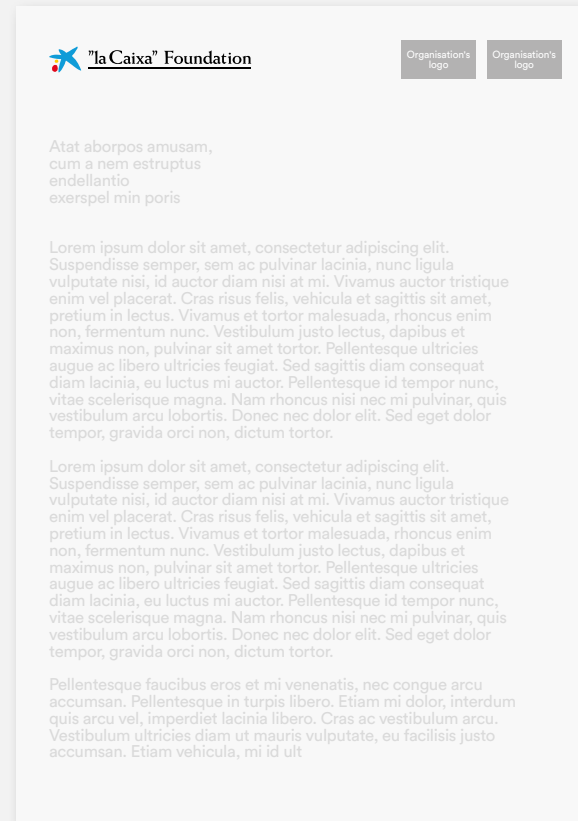 "la Caixa" Foundation
Organisation's
logo
Organisation's
logo
Atat aborpos amusam,
cum a nem estruptus
endellantio
exerspel min poris
Lorem ipsum dolor sit amet, consectetur adipiscing elit.
Suspendisse semper, sem ac pulvinar lacinia, nunc ligula
vulputate nisi, id auctor diam nisi at mi. Vivamus auctor tristique
enim vel placerat. Cras risus felis, vehicula et sagittis sit amet,
pretium in lectus. Vivamus et tortor malesuada, rhoncus enim
non, fermentum nunc. Vestibulum justo lectus, dapibus et
maximus non, pulvinar sit amet tortor. Pellentesque ultricies
augue ac libero ultricies feugiat. Sed sagittis diam consequat
diam lacinia, eu luctus mi auctor. Pellentesque id tempor nunc,
vitae scelerisque magna. Nam rhoncus nisi nec mi pulvinar, quis
vestibulum arcu lobortis. Donec nec dolor elit. Sed eget dolor
tempor, gravida orci non, dictum tortor.
Lorem ipsum dolor sit amet, consectetur adipiscing elit.
Suspendisse semper, sem ac pulvinar lacinia, nunc ligula
vulputate nisi, id auctor diam nisi at mi. Vivamus auctor tristique
enim vel placerat. Cras risus felis, vehicula et sagittis sit amet,
pretium in lectus. Vivamus et tortor malesuada, rhoncus enim
non, fermentum nunc. Vestibulum justo lectus, dapibus et
maximus non, pulvinar sit amet tortor. Pellentesque ultricies
augue ac libero ultricies feugiat. Sed sagittis diam consequat
diam lacinia, eu luctus mi auctor. Pellentesque id tempor nunc,
vitae scelerisque magna. Nam rhoncus nisi nec mi pulvinar, quis
vestibulum arcu lobortis. Donec nec dolor elit. Sed eget dolor
tempor, gravida orci non, dictum tortor.
Pellentesque faucibus eros et mi venenatis, nec congue arcu
accumsan. Pellentesque in turpis libero. Etiam mi dolor, interdum
quis arcu vel, imperdiet lacinia libero. Cras ac vestibulum arcu.
Vestibulum ultricies diam ut mauris vulputate, eu facilisis justo
accumsan. Etiam vehicula, mi id ult